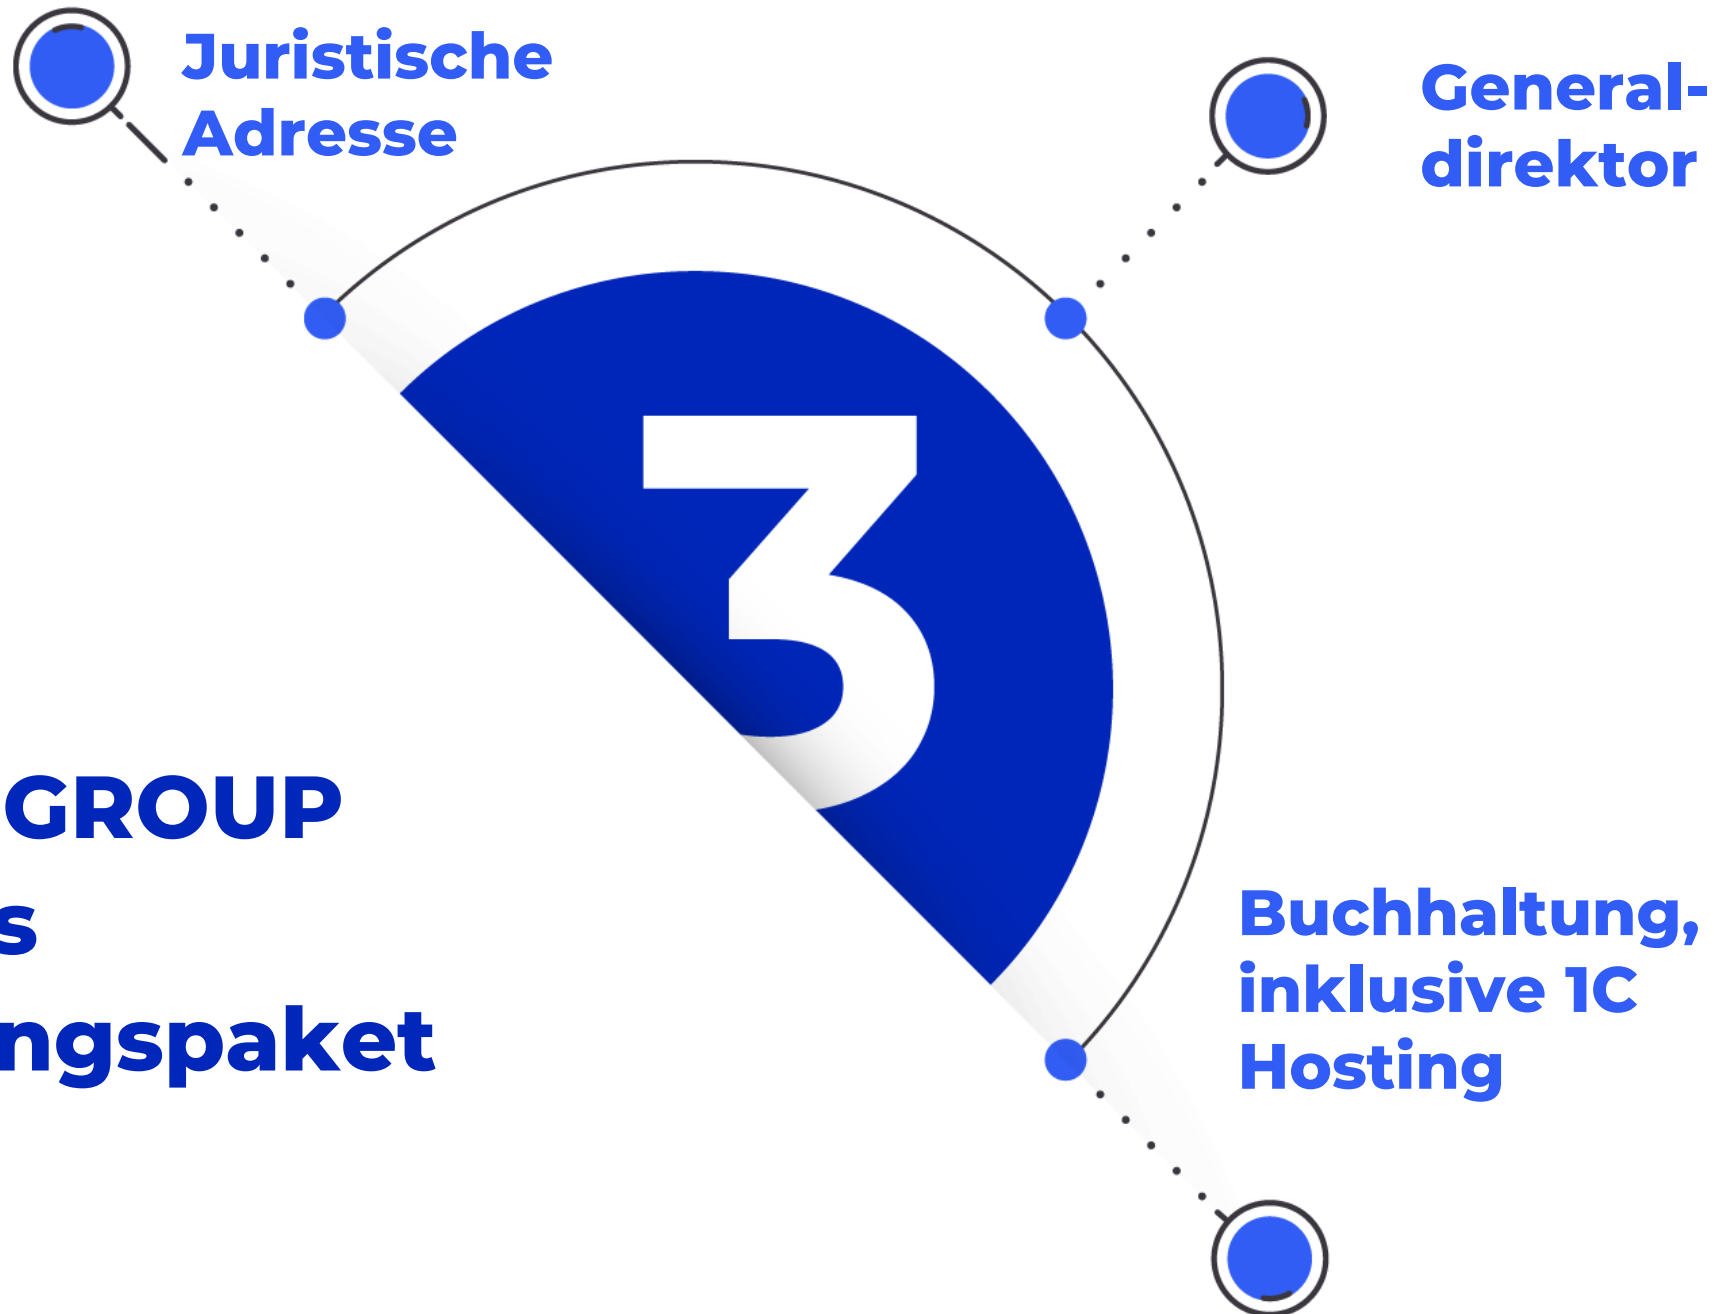 Juristische
Adresse
General-
direktor
3
GROUP
s
ngspaket
Buchhaltung,
inklusive 1C
Hosting